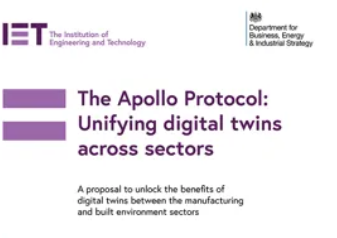 IET The Institution of
Engineering and Technology
Department for
Business, Energy
& Industrial Strategy
The Apollo Protocol:
Unifying digital twins
across sectors
A proposal to unlock the benefits of
digital twins between the manufacturing
and built environment sectors